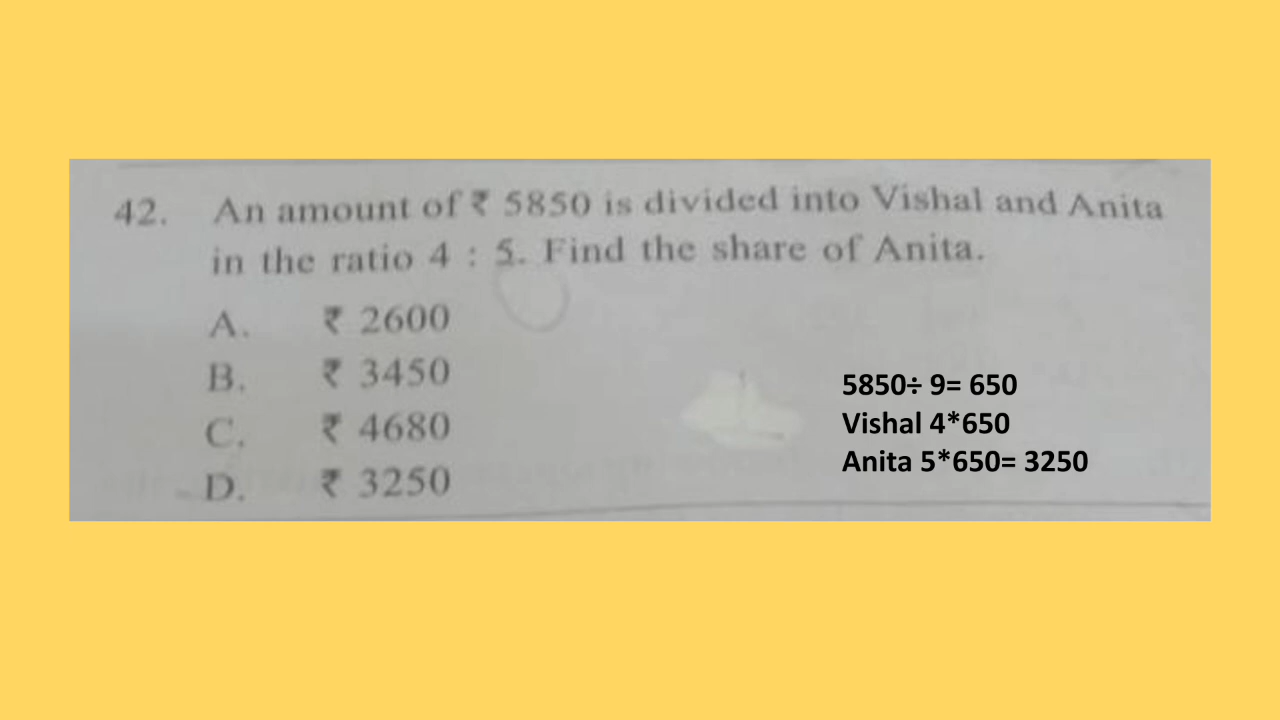 42. An amount of ₹ 5850 is divided into Vishal and Anita
in the ratio 4 : 5. Find the share of Anita.
A. ₹ 2600
B. ₹ 3450
C. ₹ 4680
D. ₹ 3250
5850÷ 9= 650
Vishal 4*650
Anita 5*650= 3250